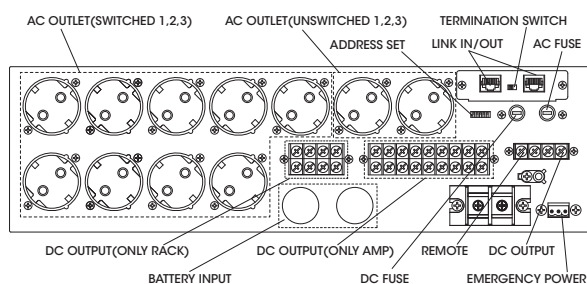 AC OUTLET(SWITCHED 1,2,3)
AC OUTLET(UNSWITCHED 1,2,3)
TERMINATION SWITCH
ADDRESS SET
LINK IN/OUT
AC FUSE
DC OUTPUT(ONLY RACK)
DC OUTPUT(ONLY AMP)
REMOTE
DC OUTPUT
BATTERY INPUT
DC FUSE
EMERGENCY POWER